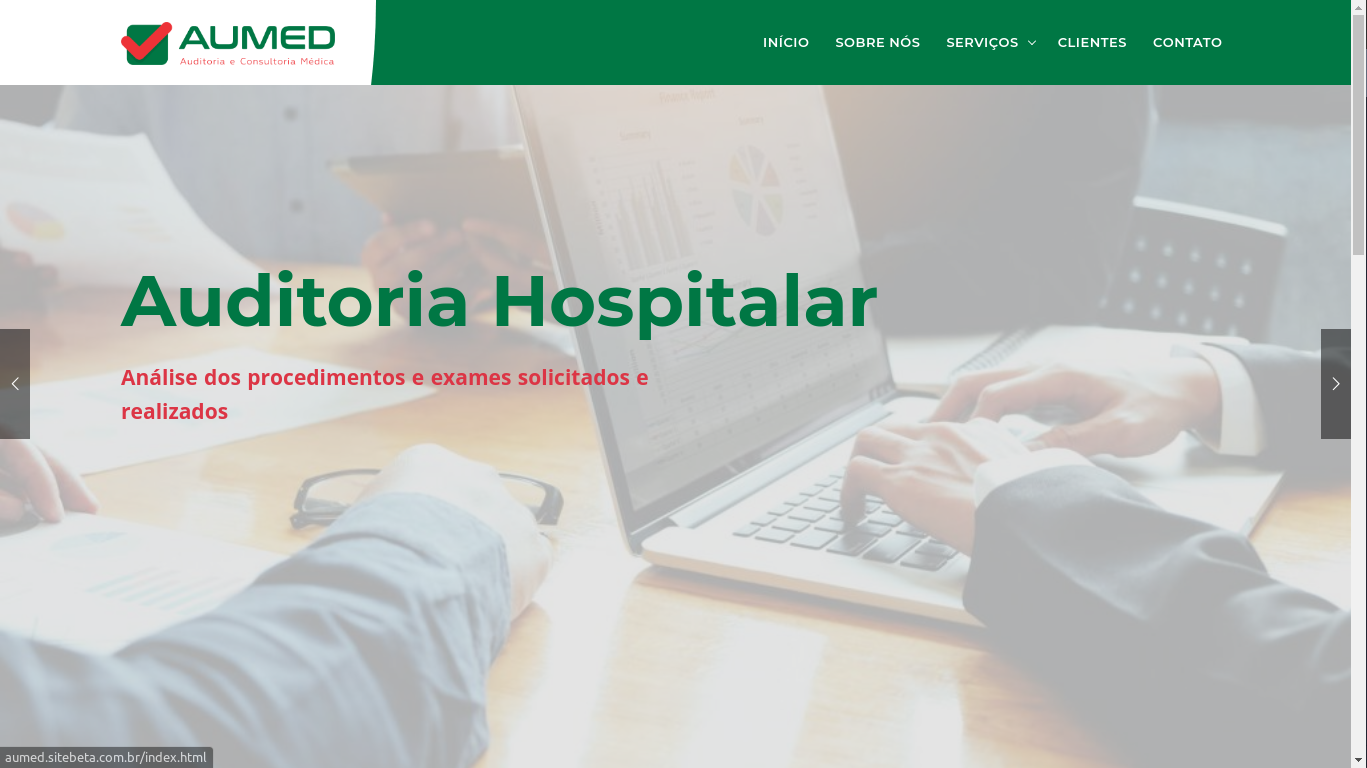 AUMED
Auditoria e Consultoria Médica
INÍCIO SOBRE NÓS SERVIÇOS CLIENTES CONTATO
Summary
Auditoria Hospitalar
Análise dos procedimentos e exames solicitados e
realizados
aumed.sitebeta.com.br/index.html